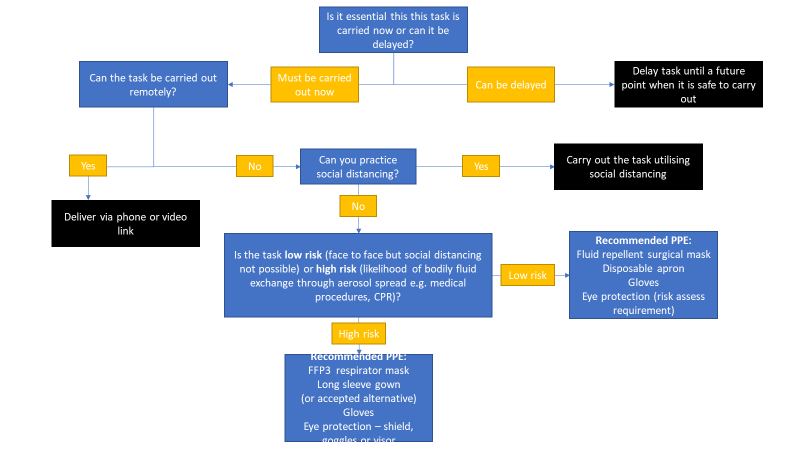 Is it essential this this task is
carried now or can it be
delayed?
Can the task be carried out
remotely?
Must be carried
out now
Can be delayed
Delay task until a future
point when it is safe to carry
out
Yes
No
Can you practice
social distancing?
Yes
Carry out the task utilising
social distancing
Deliver via phone or video
link
No
Is the task low risk (face to face but social distancing
not possible) or high risk (likelihood of bodily fluid
exchange through aerosol spread e.g. medical
procedures, CPR)?
Low risk
Recommended PPE:
Fluid repellent surgical mask
Disposable apron
Gloves
Eye protection (risk assess
requirement)
High risk
Recommended PPE:
FFP3 respirator mask
Long sleeve gown
(or accepted alternative)
Gloves
Eye protection – shield,
goggles or visor